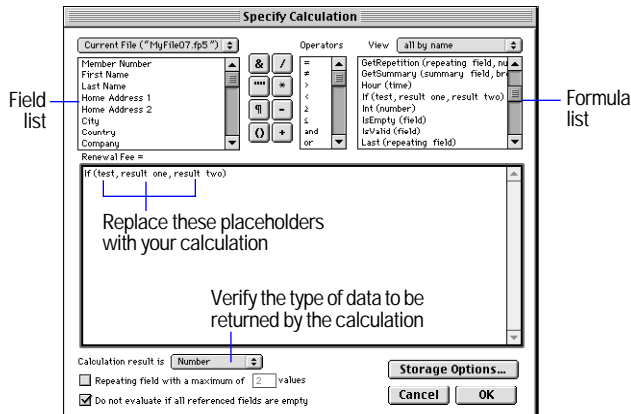 Specify Calculation
Current File ("MyFile07.fp5")
Operators
View all by name
Member Number
First Name
Last Name
Home Address 1
Home Address 2
City
Country
Company
& /
"" *
¶ -
() +
=
≠
>
<
≥
≤
and
or
GetRepetition (repeating field, nu
GetSummary (summary field, bre
Hour (time)
If (test, result one, result two)
Int (number)
IsEmpty (field)
IsValid (field)
Last (repeating field)
Field
list
Formula
list
Renewal Fee =
If (test, result one, result two)
Replace these placeholders
with your calculation
Verify the type of data to be
returned by the calculation
Calculation result is Number
Repeating field with a maximum of 2 values
Do not evaluate if all referenced fields are empty
Storage Options...
Cancel OK